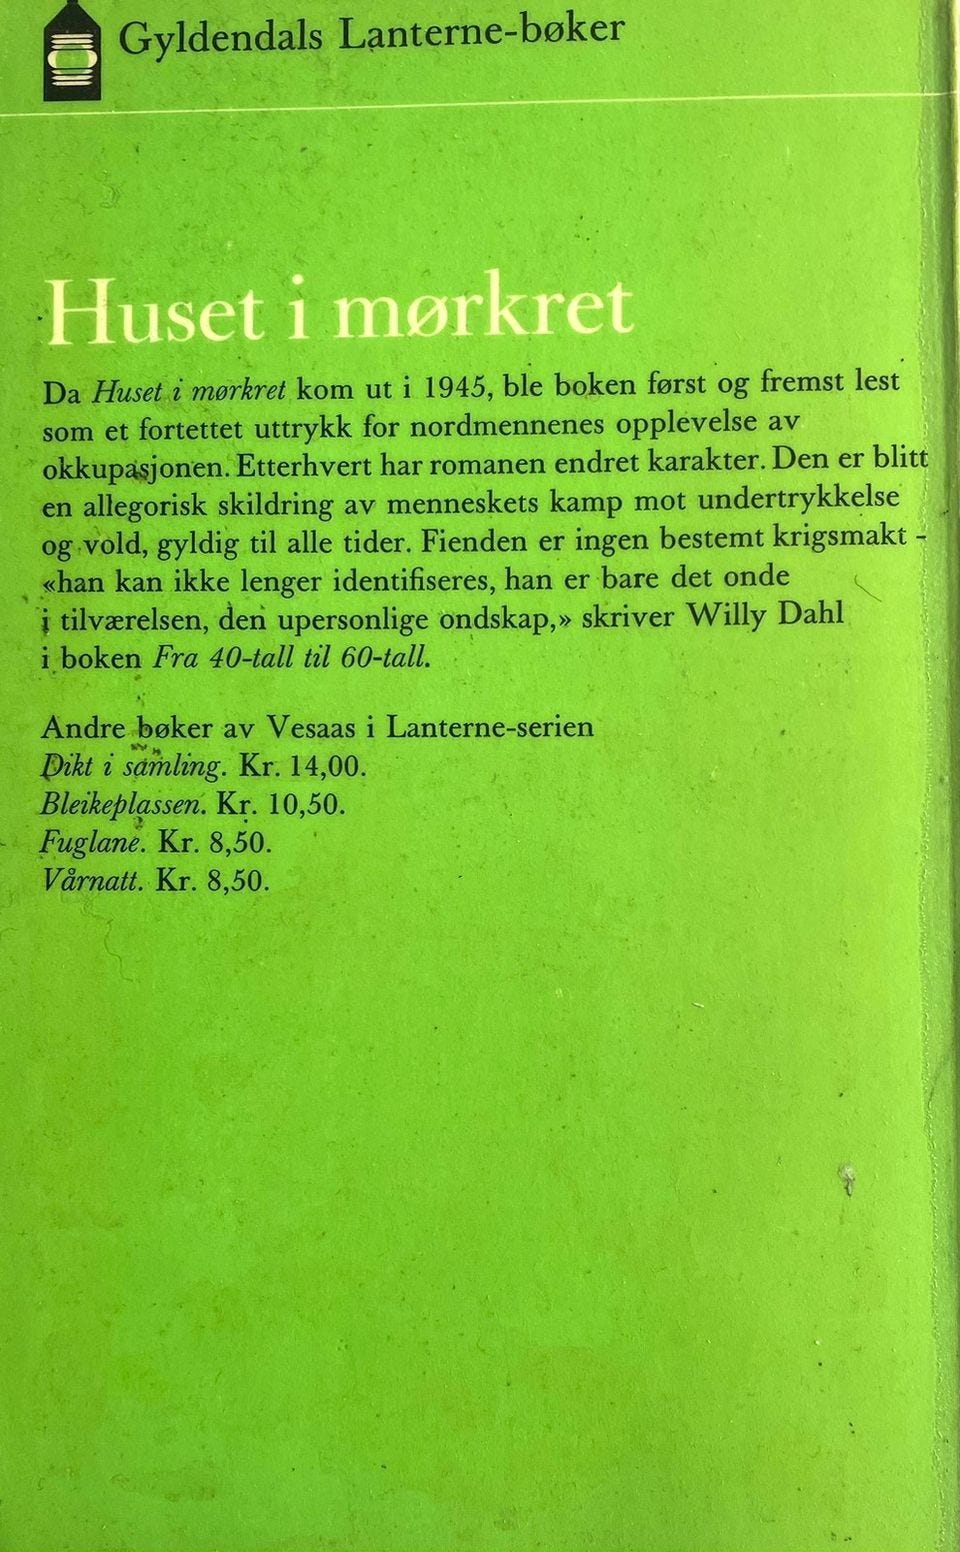 Gyldendals Lanterne-bøker
Huset i mørkret
Da Huset i mørkret kom ut i 1945, ble boken først og fremst lest
som et fortettet uttrykk for nordmennenes opplevelse av
okkupasjonen. Etterhvert har romanen endret karakter. Den er blitt
en allegorisk skildring av menneskets kamp mot undertrykkelse
og vold, gyldig til alle tider. Fienden er ingen bestemt krigsmakt -
«han kan ikke lenger identifiseres, han er bare det onde
i tilværelsen, den upersonlige ondskap,» skriver Willy Dahl
i boken Fra 40-tall til 60-tall.
Andre bøker av Vesaas i Lanterne-serien
Dikt i samling. Kr. 14,00.
Bleikeplassen. Kr. 10,50.
Fuglane. Kr. 8,50.
Vårnatt. Kr. 8,50.